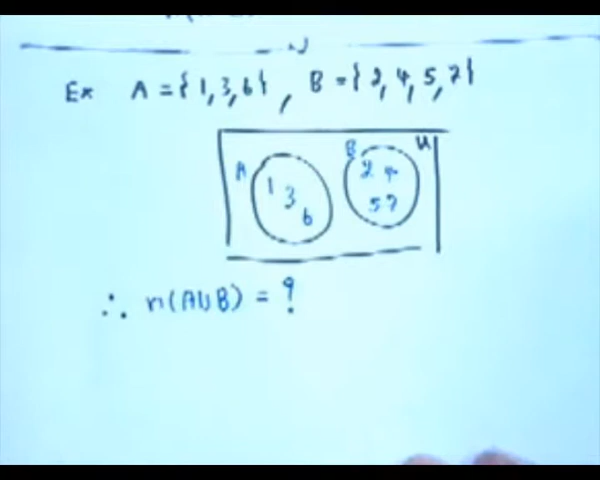 Ex A = {1,3,6} , B = {2,4,5,7}
A B U
1 3 6
2 4
5 7
∴ n(A∪B) = ?